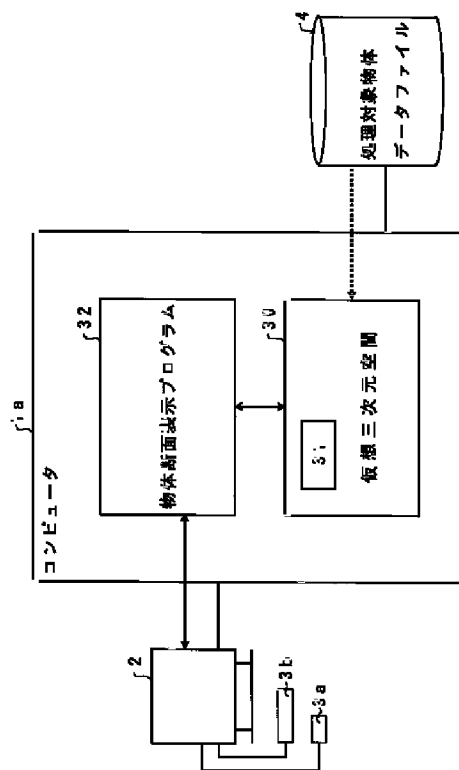 1a
コンピュータ
32
物体断面表示プログラム
30
31
仮想三次元空間
2
3b
3a
4
処理対象物体
データファイル